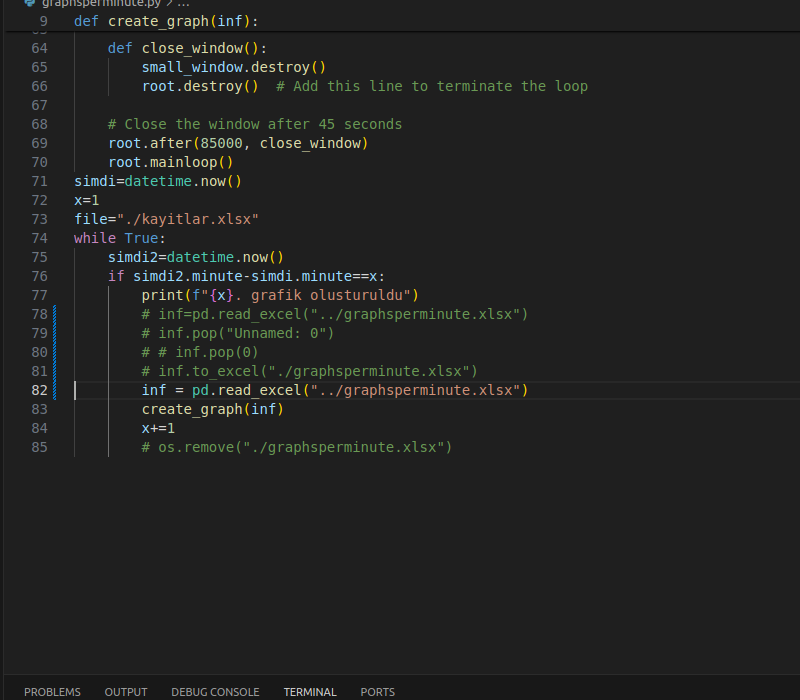 graphsperminute.py > ...
9 def create_graph(inf):
64 def close_window():
65 small_window.destroy()
66 root.destroy()  # Add this line to terminate the loop
67
68 # Close the window after 45 seconds
69 root.after(85000, close_window)
70 root.mainloop()
71 simdi=datetime.now()
72 x=1
73 file="./kayitlar.xlsx"
74 while True:
75 simdi2=datetime.now()
76 if simdi2.minute-simdi.minute==x:
77 print(f"{x}. grafik olusturuldu")
78 # inf=pd.read_excel("../graphsperminute.xlsx")
79 # inf.pop("Unnamed: 0")
80 # # inf.pop(0)
81 # inf.to_excel("./graphsperminute.xlsx")
82 inf = pd.read_excel("../graphsperminute.xlsx")
83 create_graph(inf)
84 x+=1
85 # os.remove("./graphsperminute.xlsx")
PROBLEMS OUTPUT DEBUG CONSOLE TERMINAL PORTS